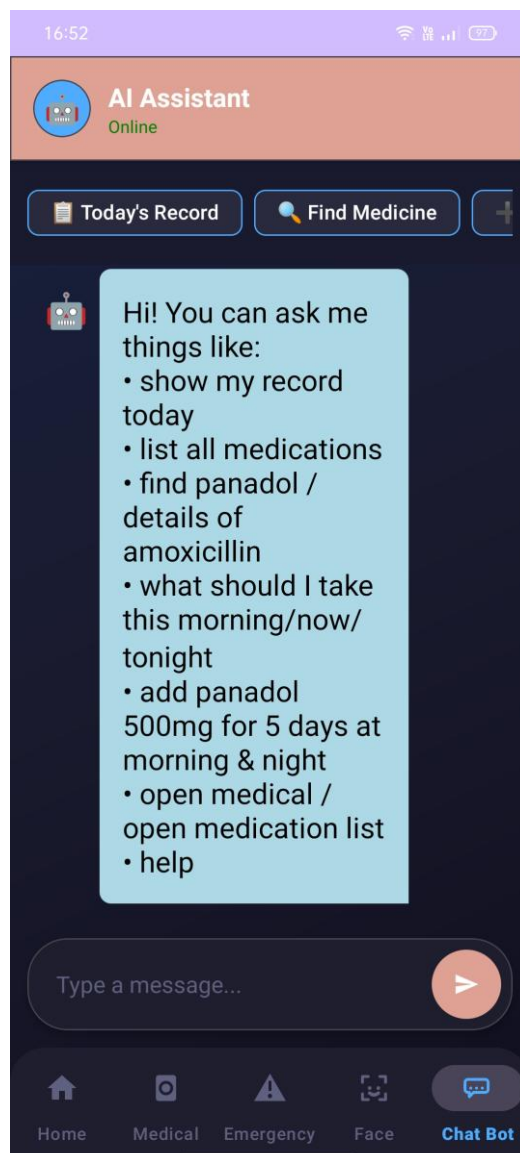 16:52
Vo LTE
97
AI Assistant
Online
Today's Record
Find Medicine
Hi! You can ask me
things like:
• show my record
today
• list all medications
• find panadol /
details of
amoxicillin
• what should I take
this morning/now/
tonight
• add panadol
500mg for 5 days at
morning & night
• open medical /
open medication list
• help
Type a message...
Home Medical Emergency Face Chat Bot